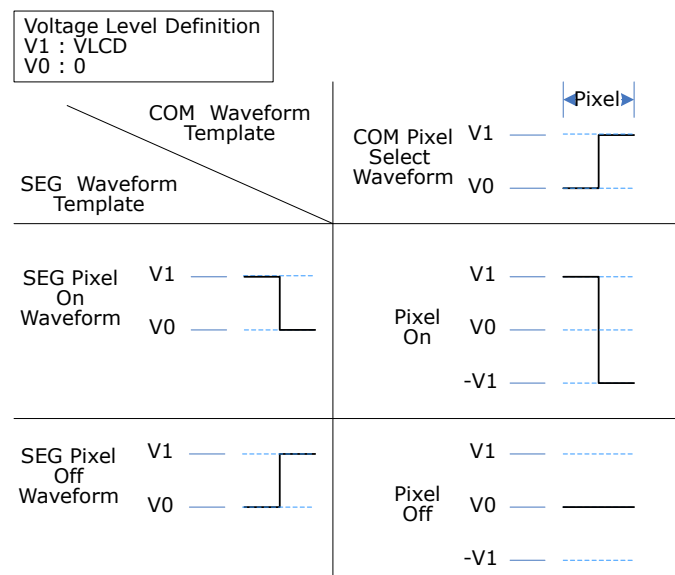 Voltage Level Definition
V1 : VLCD
V0 : 0
COM Waveform
Template
SEG Waveform
Template
Pixel
COM Pixel
Select
Waveform
V1
V0
SEG Pixel
On
Waveform
V1
V0
Pixel
On
V1
V0
-V1
SEG Pixel
Off
Waveform
V1
V0
Pixel
Off
V1
V0
-V1